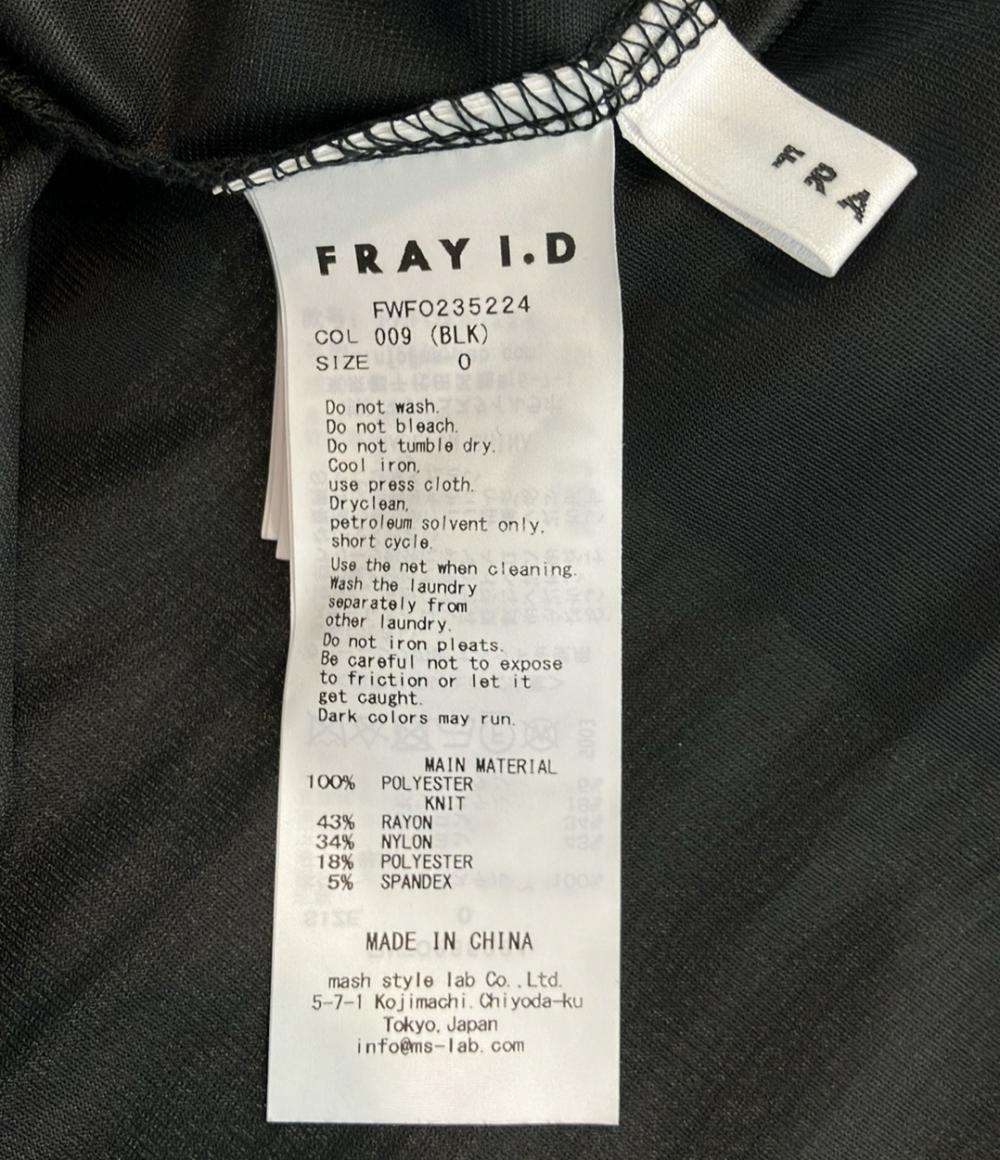 FRA
FRAY I.D
FWFO235224
COL 009 (BLK)
SIZE 0
Do not wash.
Do not bleach.
Do not tumble dry.
Cool iron,
use press cloth.
Dryclean,
petroleum solvent only.
short cycle.
Use the net when cleaning.
Wash the laundry
separately from
other laundry.
Do not iron pleats.
Be careful not to expose
to friction or let it
get caught.
Dark colors may run.
MAIN MATERIAL
100% POLYESTER
KNIT
43% RAYON
34% NYLON
18% POLYESTER
5% SPANDEX
MADE IN CHINA
mash style lab Co.,Ltd.
5-7-1 Kojimachi.Chiyoda-ku
Tokyo, Japan
info@ms-lab.com